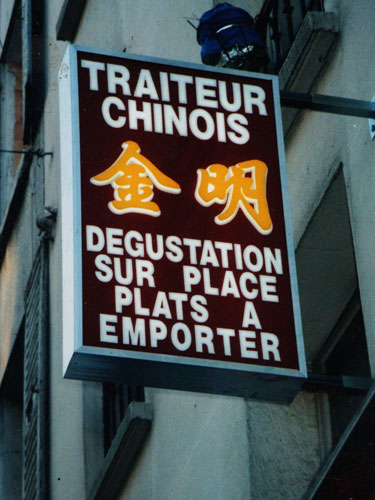 TRAITEUR
CHINOIS
金明
DEGUSTATION
SUR PLACE
PLATS A
EMPORTER